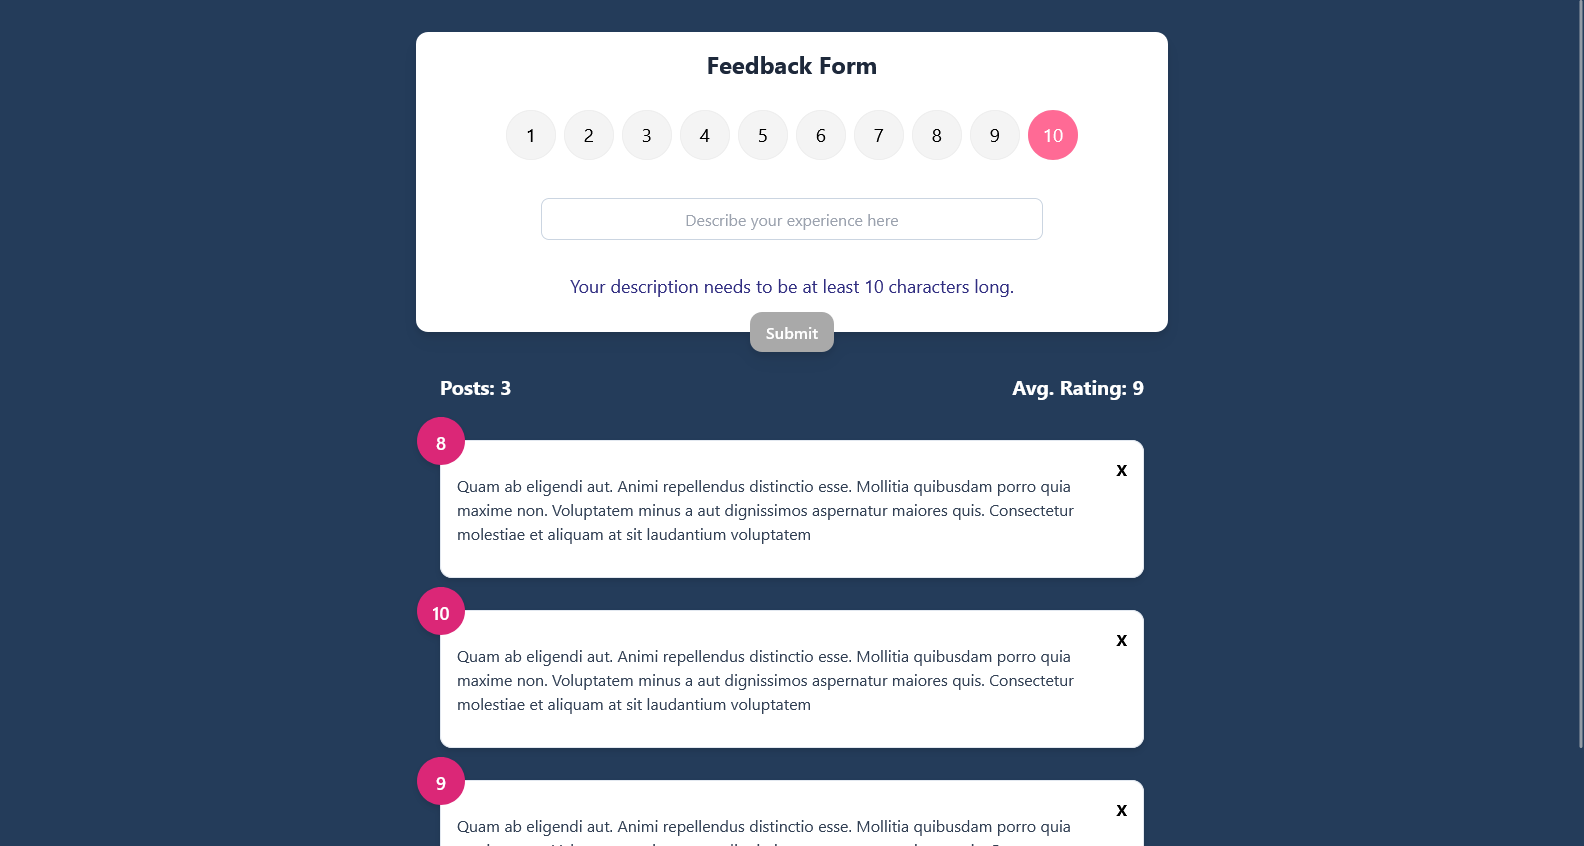 Feedback Form
1 2 3 4 5 6 7 8 9 10
Describe your experience here
Your description needs to be at least 10 characters long.
Submit
Posts: 3 Avg. Rating: 9
8
X
Quam ab eligendi aut. Animi repellendus distinctio esse. Mollitia quibusdam porro quia
maxime non. Voluptatem minus a aut dignissimos aspernatur maiores quis. Consectetur
molestiae et aliquam at sit laudantium voluptatem
10
X
Quam ab eligendi aut. Animi repellendus distinctio esse. Mollitia quibusdam porro quia
maxime non. Voluptatem minus a aut dignissimos aspernatur maiores quis. Consectetur
molestiae et aliquam at sit laudantium voluptatem
9
X
Quam ab eligendi aut. Animi repellendus distinctio esse. Mollitia quibusdam porro quia